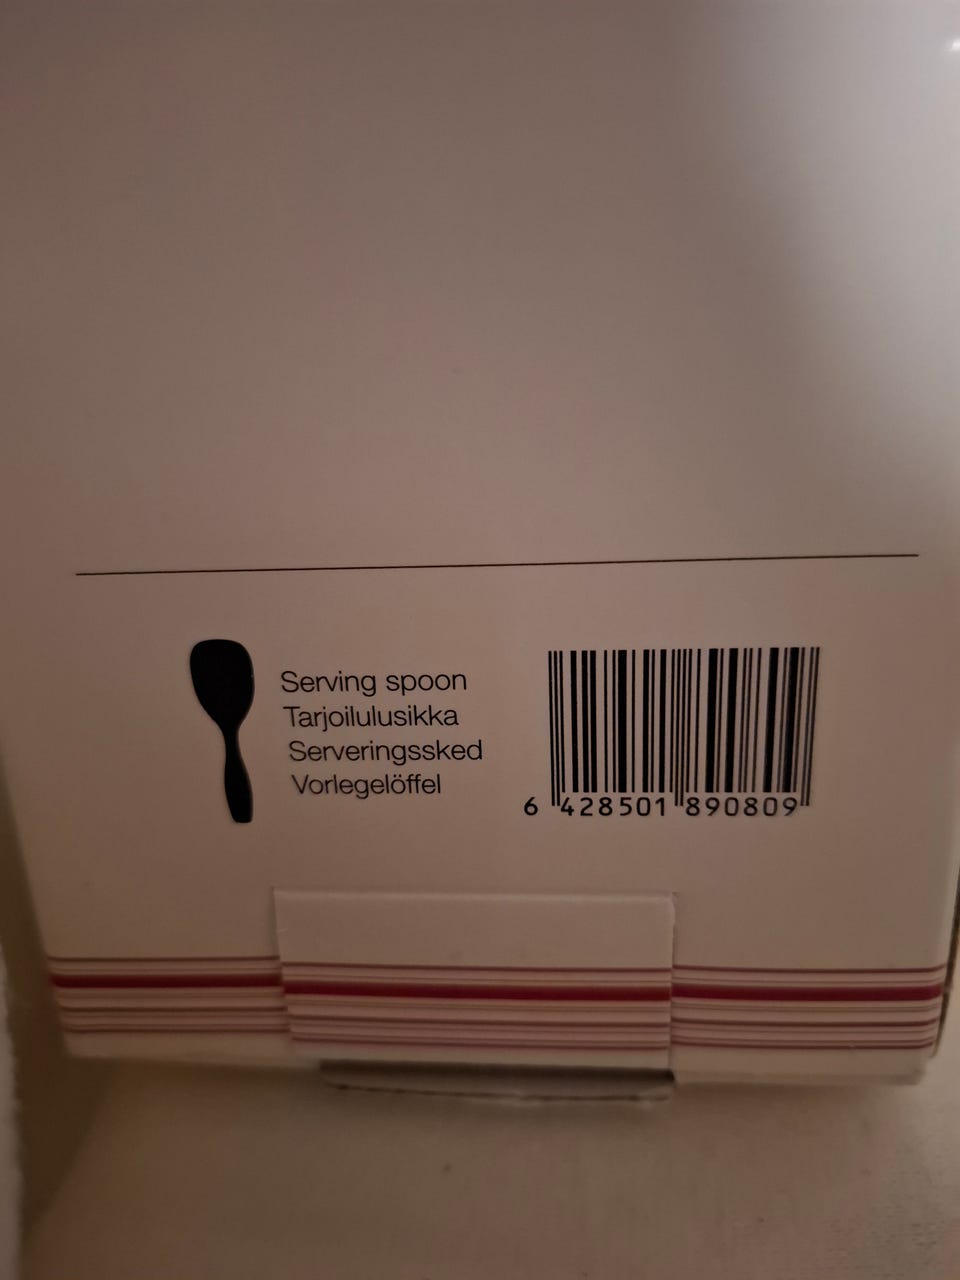 Serving spoon
Tarjoilulusikka
Serveringssked
Vorlegelöffel
6 428501 890809